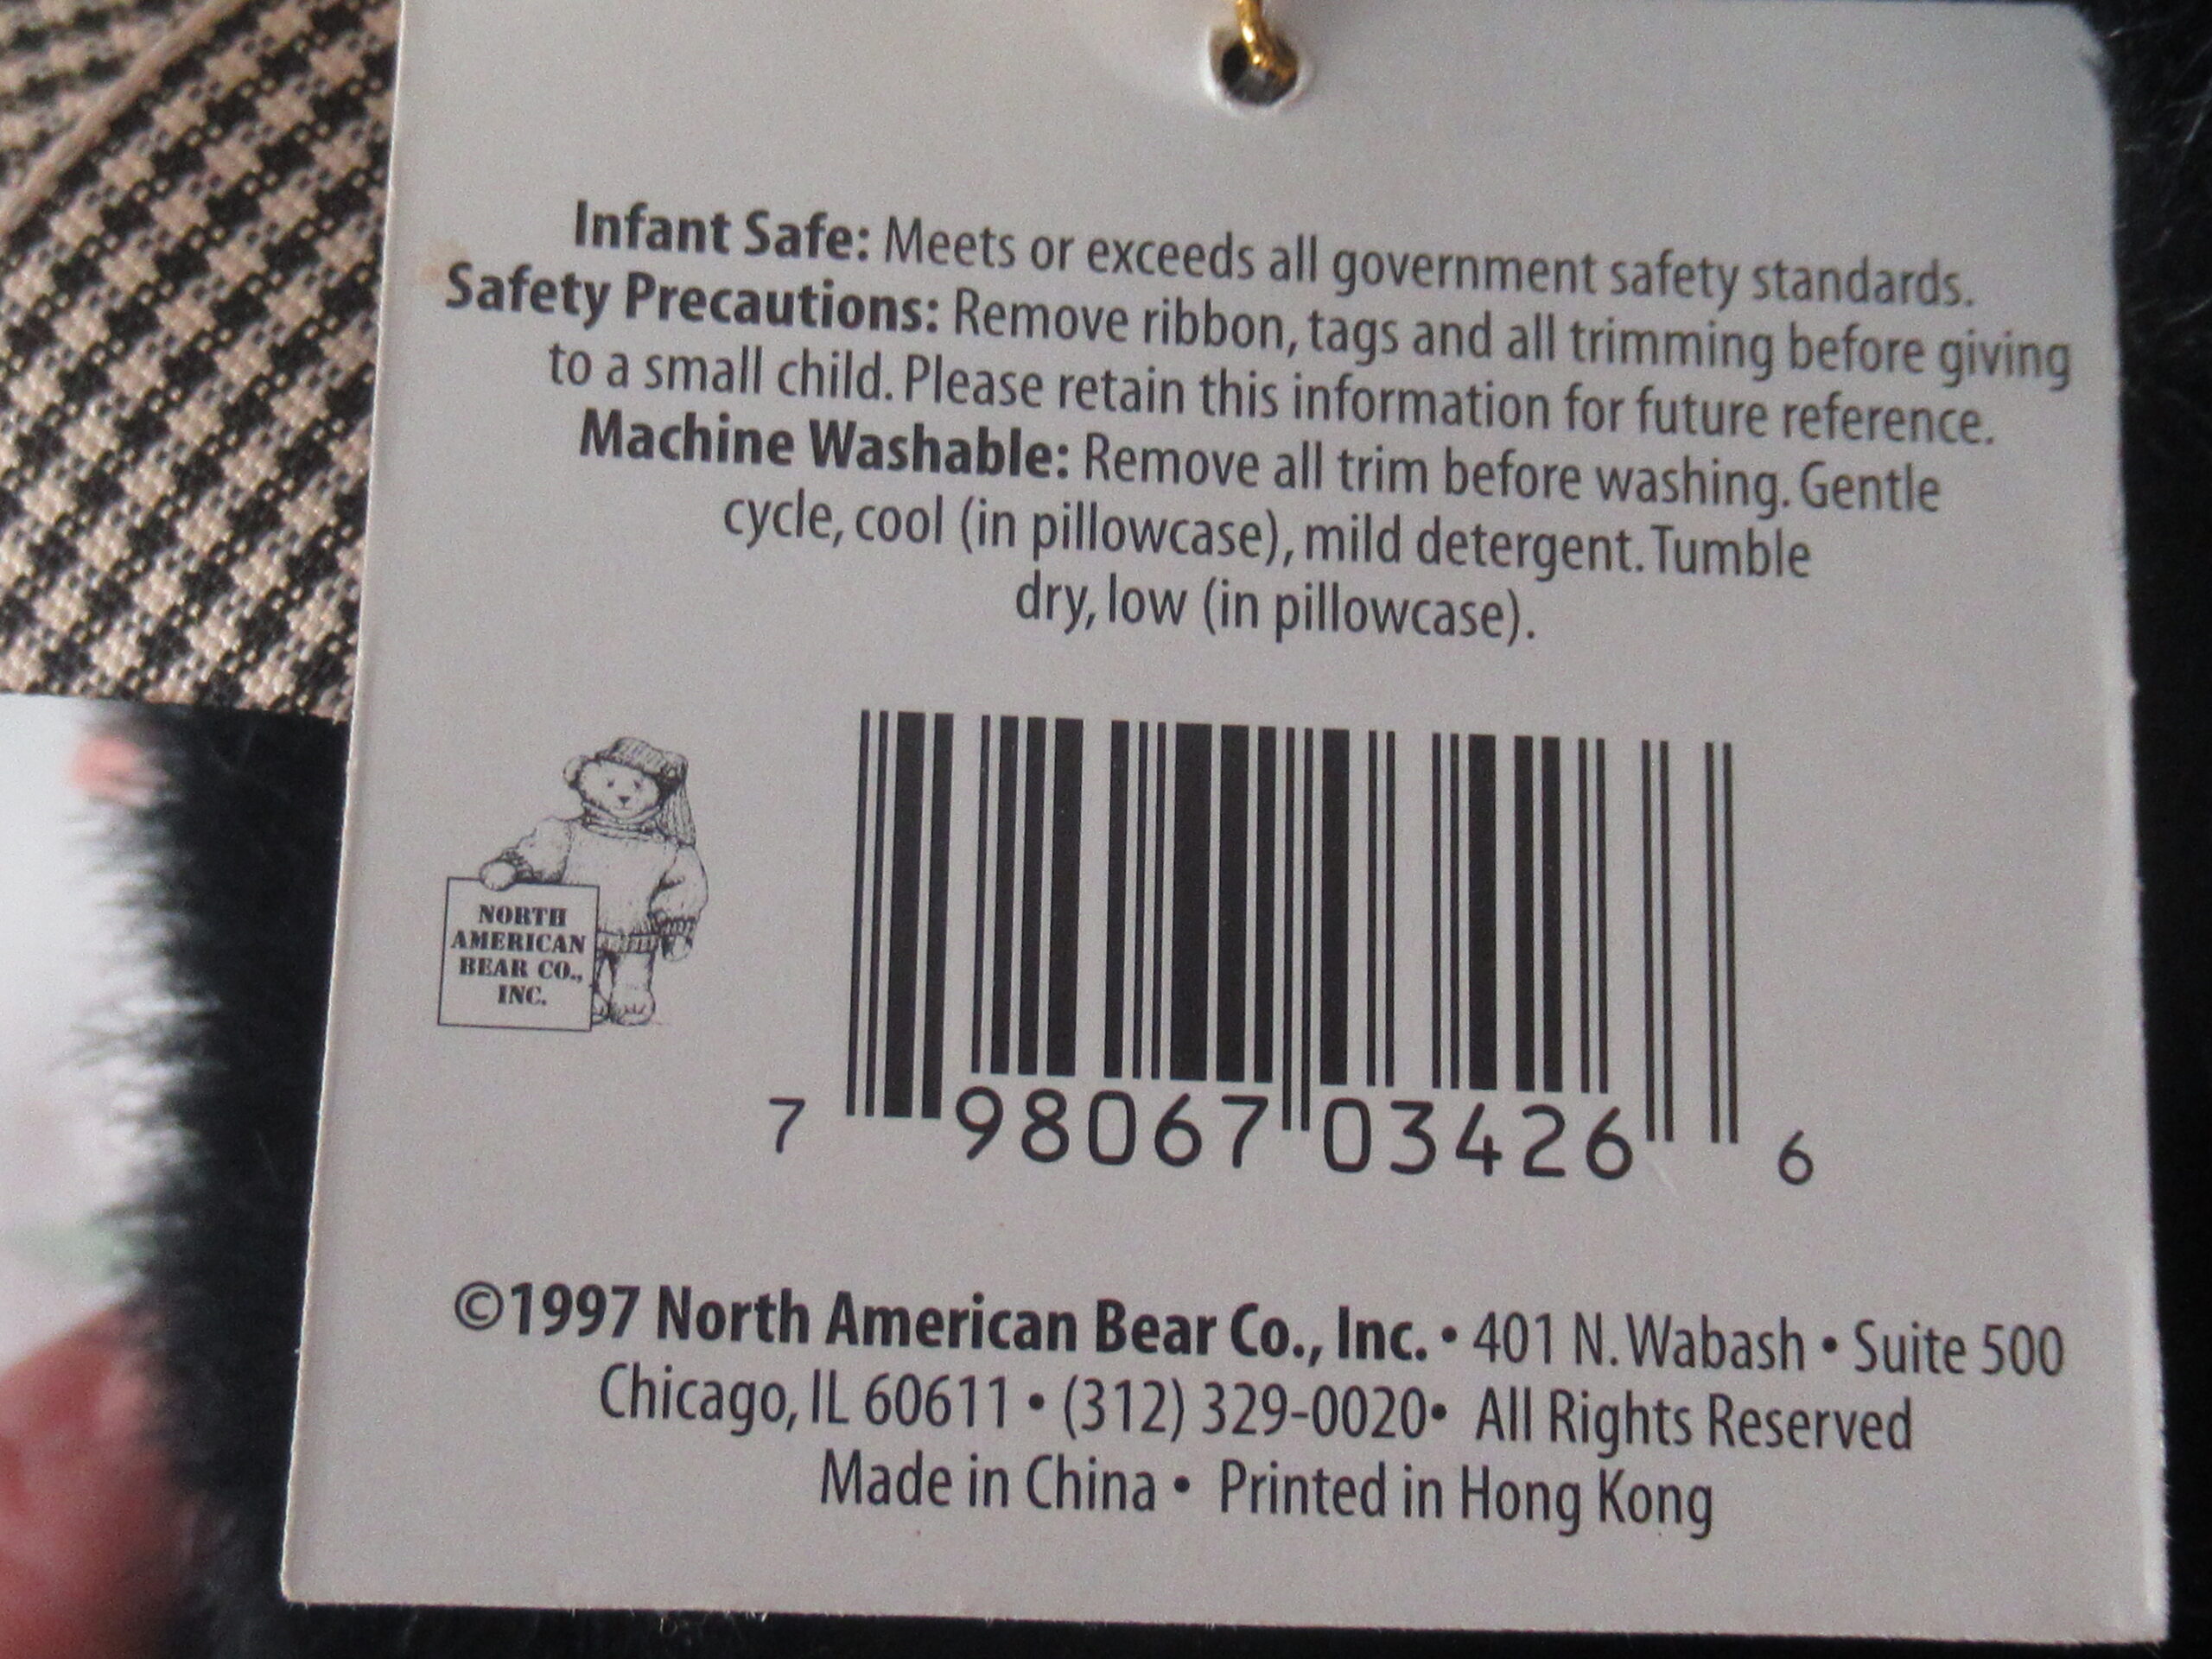 Infant Safe: Meets or exceeds all government safety standards.
Safety Precautions: Remove ribbon, tags and all trimming before giving
to a small child. Please retain this information for future reference.
Machine Washable: Remove all trim before washing. Gentle
cycle, cool (in pillowcase), mild detergent. Tumble
dry, low (in pillowcase).
NORTH
AMERICAN
BEAR CO.,
INC.
7 98067 03426 6
©1997 North American Bear Co., Inc. • 401 N. Wabash • Suite 500
Chicago, IL 60611 • (312) 329-0020• All Rights Reserved
Made in China • Printed in Hong Kong